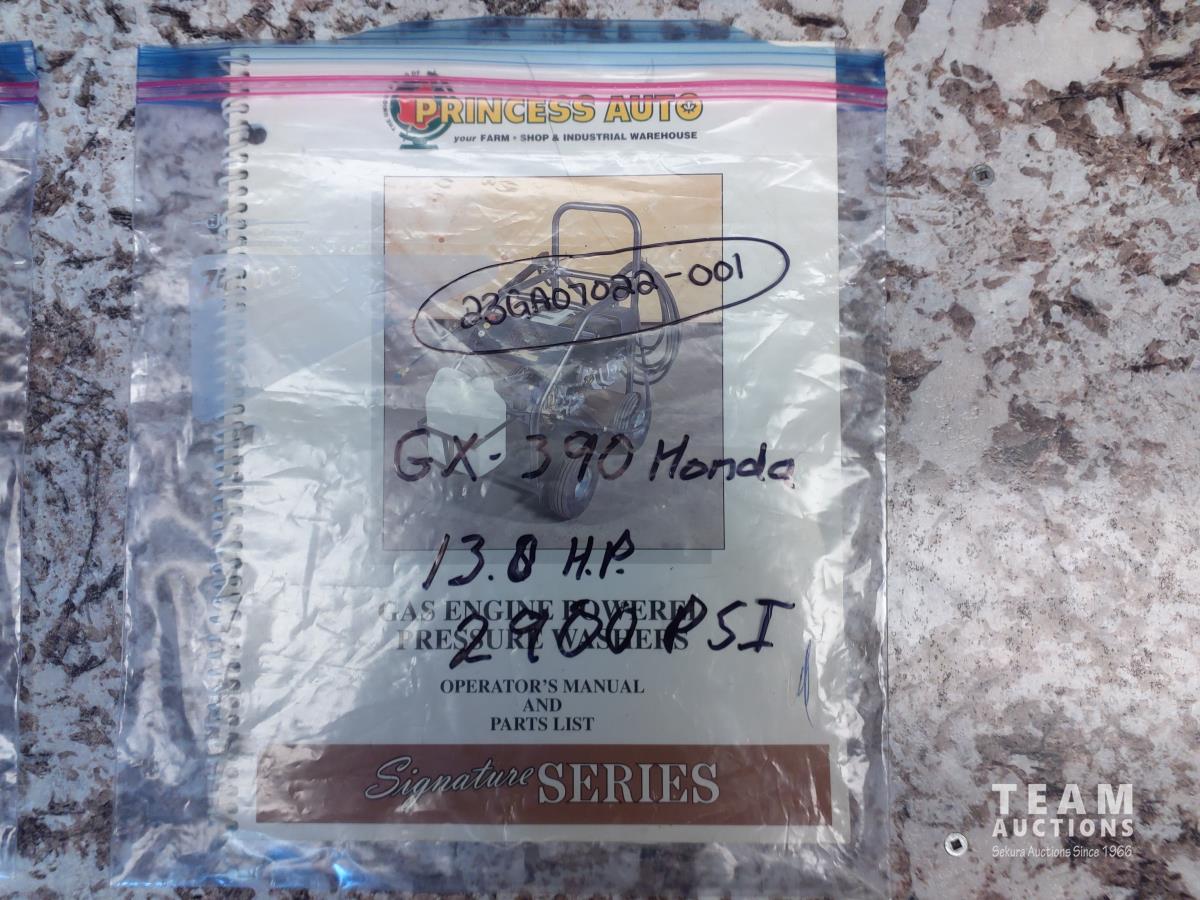 PRINCESS AUTO
your FARM • SHOP & INDUSTRIAL WAREHOUSE
23GA07022-001
GX-390 Honda
13.0 H.P.
GAS ENGINE POWERED
2900 PSI
PRESSURE WASHERS
OPERATOR'S MANUAL
AND
PARTS LIST
Signature SERIES
TEAM
AUCTIONS
Sekura Auctions Since 1966